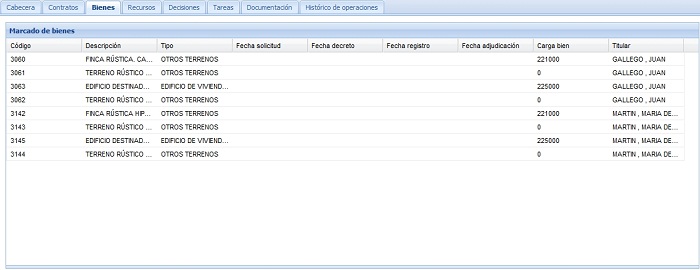 Cabecera Contratos Bienes Recursos Decisiones Tareas Documentación Histórico de operaciones
Marcado de bienes
Código Descripción Tipo Fecha solicitud Fecha decreto Fecha registro Fecha adjudicación Carga bien Titular
3060 FINCA RÚSTICA. CA... OTROS TERRENOS 221000 GALLEGO , JUAN
3061 TERRENO RÚSTICO ... OTROS TERRENOS 0 GALLEGO , JUAN
3063 EDIFICIO DESTINAD... EDIFICIO DE VIVIEND... 225000 GALLEGO , JUAN
3062 TERRENO RÚSTICO ... OTROS TERRENOS 0 GALLEGO , JUAN
3142 FINCA RÚSTICA HIP... OTROS TERRENOS 221000 MARTIN , MARIA DE...
3143 TERRENO RÚSTICO ... OTROS TERRENOS 0 MARTIN , MARIA DE...
3145 EDIFICIO DESTINAD... EDIFICIO DE VIVIEND... 225000 MARTIN , MARIA DE...
3144 TERRENO RÓSTICO ... OTROS TERRENOS 0 MARTIN , MARIA DE...